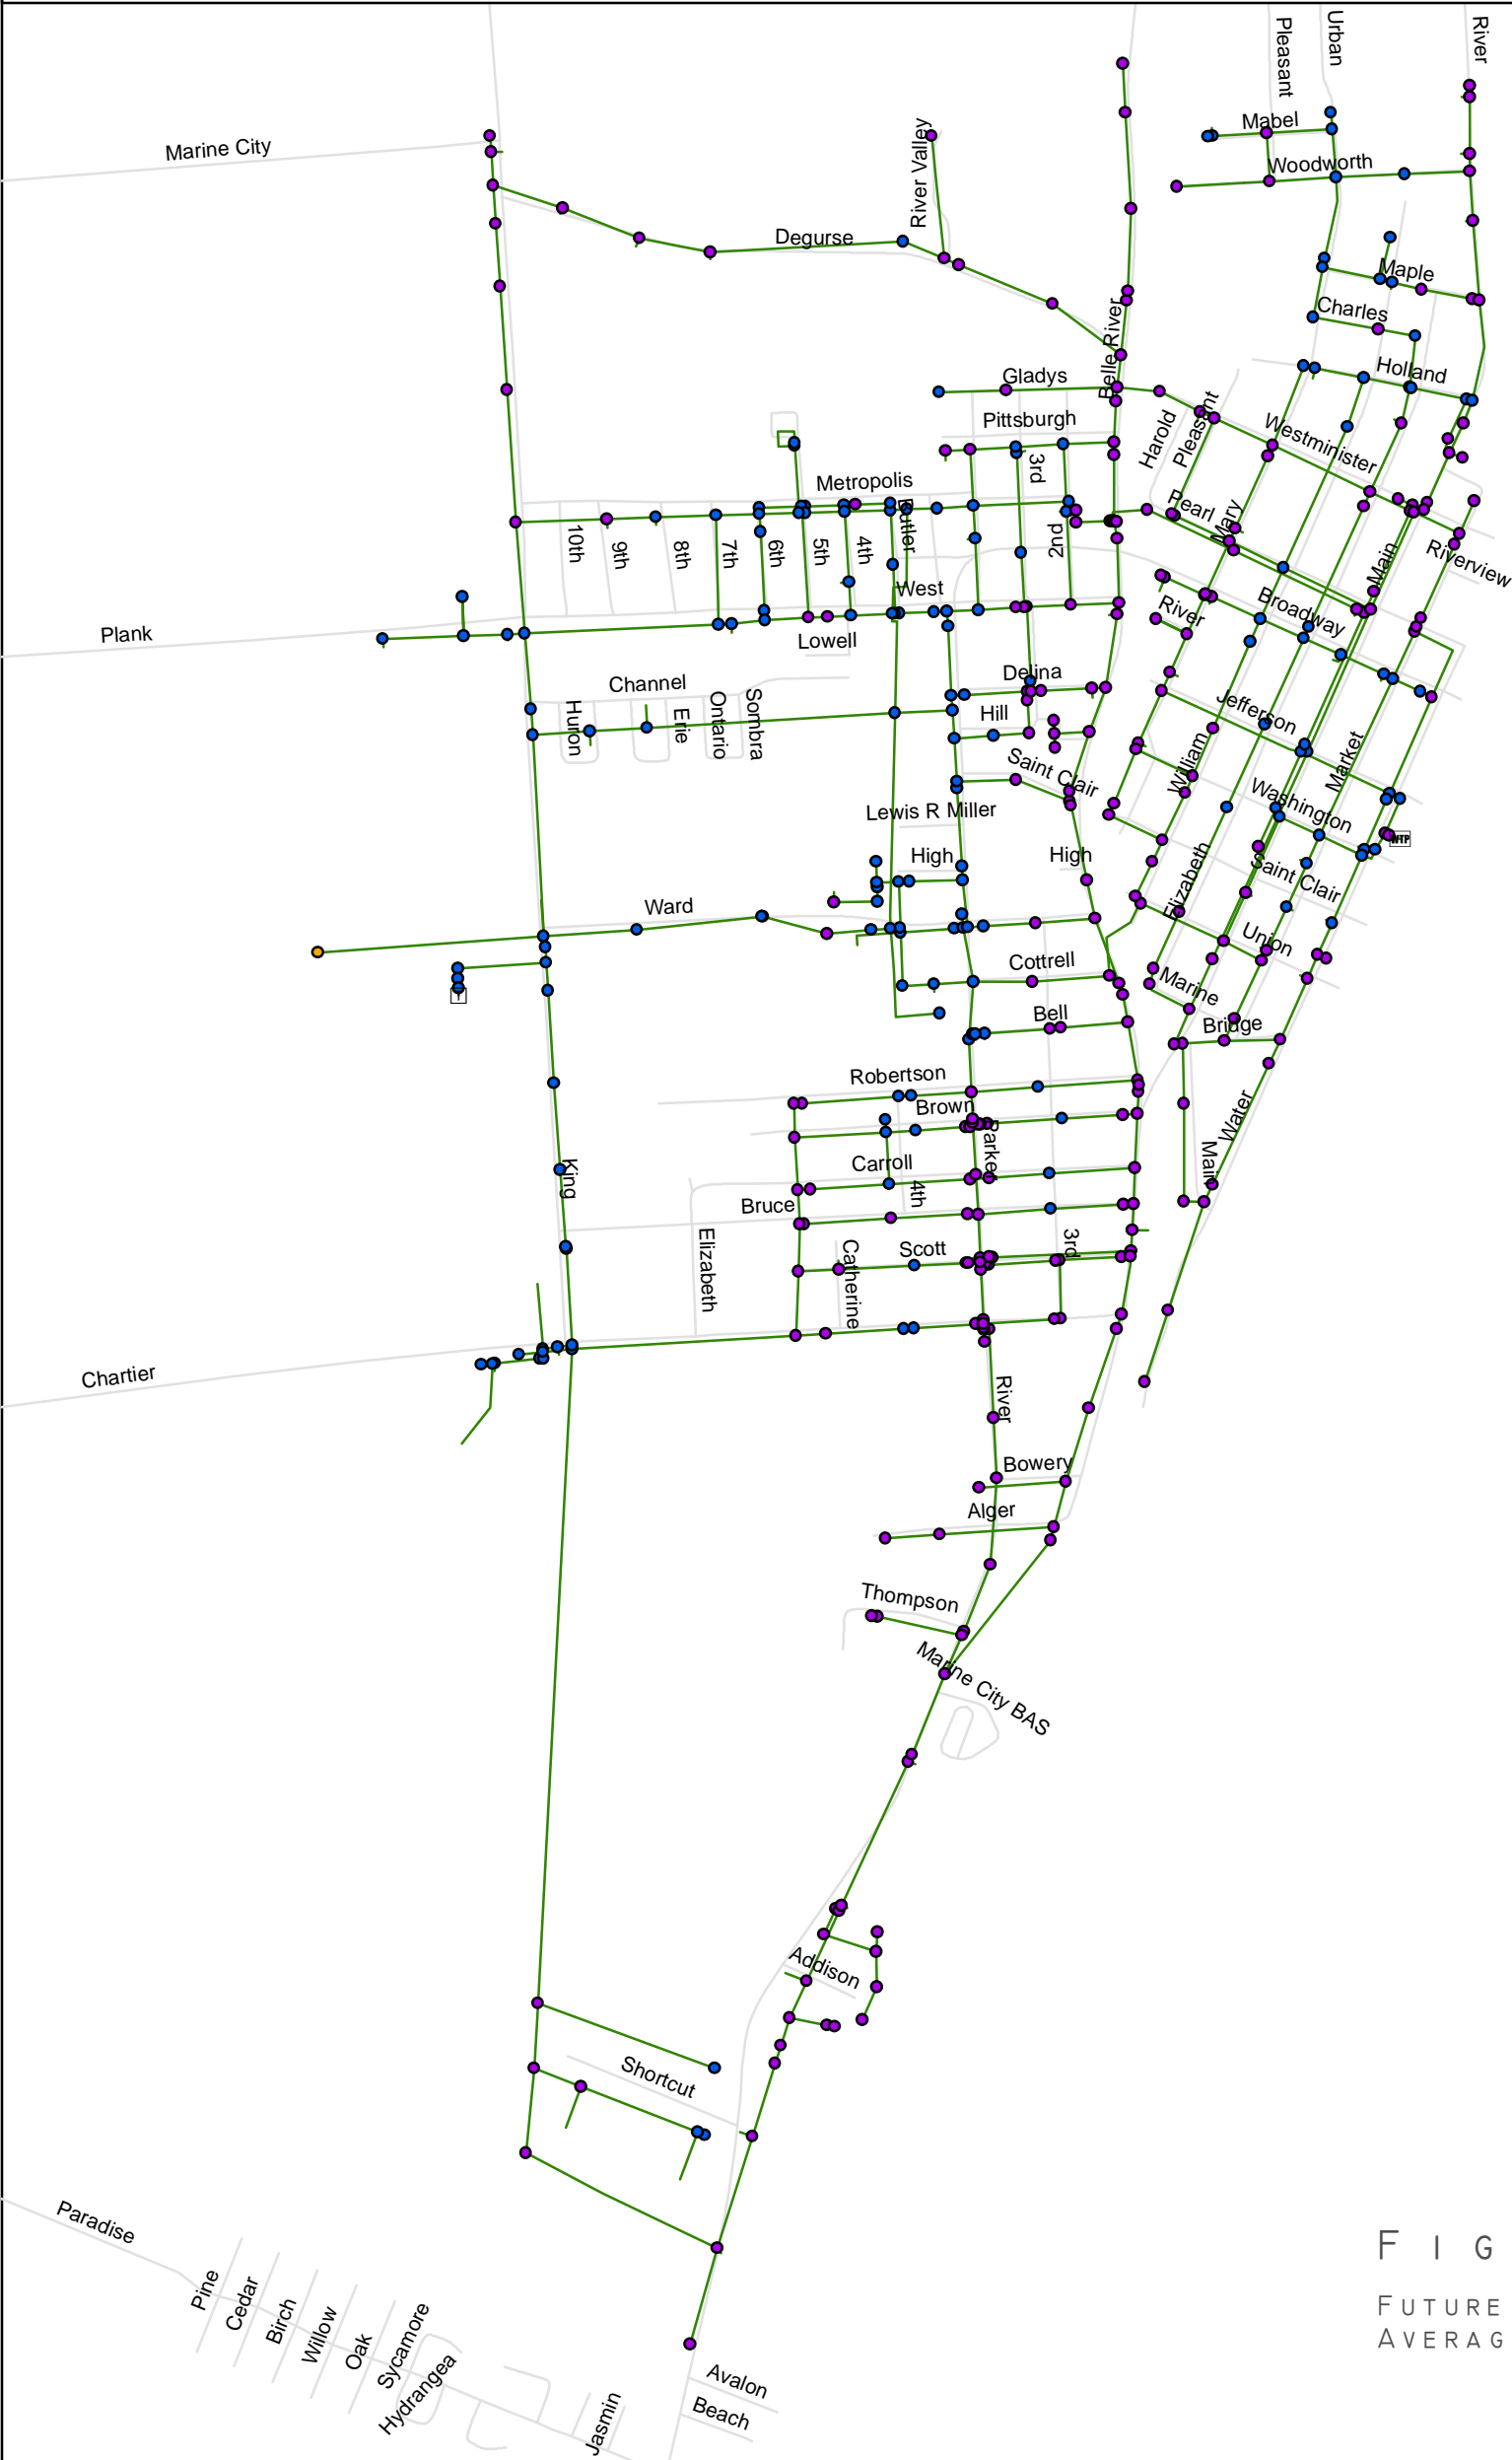 River
Urban
Pleasant
Mabel
Marine City
River Valley
Woodworth
Degurse
Maple
Charles
Belle River
Holland
Gladys
Pleasant
Pittsburgh
Harold
Westminister
3rd
Metropolis
Pearl
Mary
Butler
10th
9th
8th
7th
6th
5th
4th
2nd
Main
Riverview
West
River
Broadway
Plank
Lowell
Delina
Channel
Huron
Erie
Ontario
Sombra
Hill
Jefferson
William
Market
Saint Clair
Washington
Lewis R Miller
WTP
High
High
Elizabeth
Saint Clair
Ward
Union
Cottrell
Marine
Bell
Bridge
Robertson
Brown
Water
Parker
Main
Carroll
King
4th
Bruce
Elizabeth
Catherine
Scott
3rd
Chartier
River
Bowery
Alger
Thompson
Marine City BAS
Addison
Shortcut
Paradise
Pine
Cedar
Birch
Willow
Oak
Sycamore
Hydrangea
Jasmin
Avalon
Beach
FIG
FUTURE
AVERAG